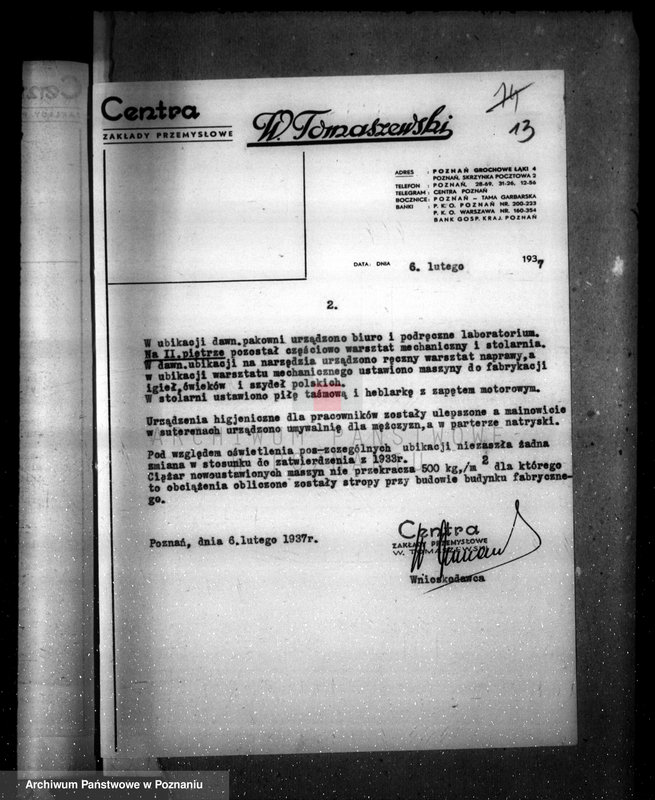 Centra
ZAKŁADY PRZEMYSŁOWE
W. Tomaszewski
14
13
ADRES : POZNAŃ GROCHOWE ŁĄKI 4
POZNAŃ, SKRZYNKA POCZTOWA 2
TELEFON : POZNAŃ, 28-69, 31-26, 12-56
TELEGRAM : CENTRA POZNAŃ
BOCZNICE : POZNAŃ – TAMA GARBARSKA
BANKI : P. K. O. POZNAŃ NR. 200-223
P. K. O. WARSZAWA NR. 160-354
BANK GOSP. KRAJ. POZNAŃ
DATA: DNIA 6. lutego 1937
2.
W ubikacji dawn.pakowni urządzono biuro i podręczne laboratorium.
Na II.piętrze pozostał częściowo warsztat mechaniczny i stolarnia.
W dawn.ubikacji na narzędzia urządzono ręczny warsztat naprawy,a
w ubikacji warsztatu mechanicznego ustawiono maszyny do fabrykacji
igieł,ćwieków i szydeł polskich.
W stolarni ustawiono piłę taśmową i heblarkę z zapętem motorowym.
Urządzenia higjeniczne dla pracowników zostały ulepszone a mainowicie
w suterenach urządzono umywalnię dla mężczyzn,a w parterze natryski.
Pod względem oświetlenia pos-zczególnych ubikacji niezaszła żadna
zmiana w stosunku do zatwierdzenia z 1933r.
Ciężar nowoustawionych maszyn nie przekracza 500 kg,/m 2 dla którego
to obciążenia obliczone zostały stropy przy budowie budynku fabryczne-
go.
Poznań, dnia 6.lutego 1937r.
Centra
ZAKŁADY PRZEMYSŁOWE
W. TOMASZEWSKI
Wnioskodawca
ARCHIWUM PAŃSTWOWE
Archiwum Państwowe w Poznaniu